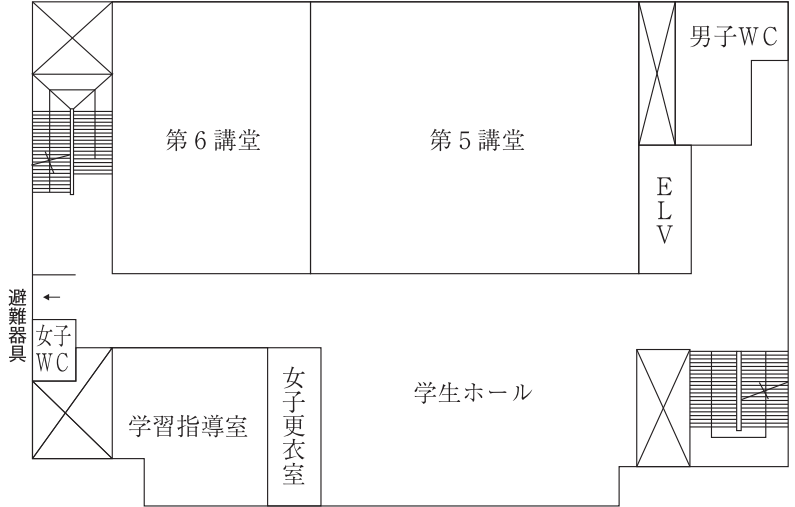 男子WC
第6講堂
第5講堂
ELV
避難器具
←
女子
WC
学習指導室
女子更衣室
学生ホール